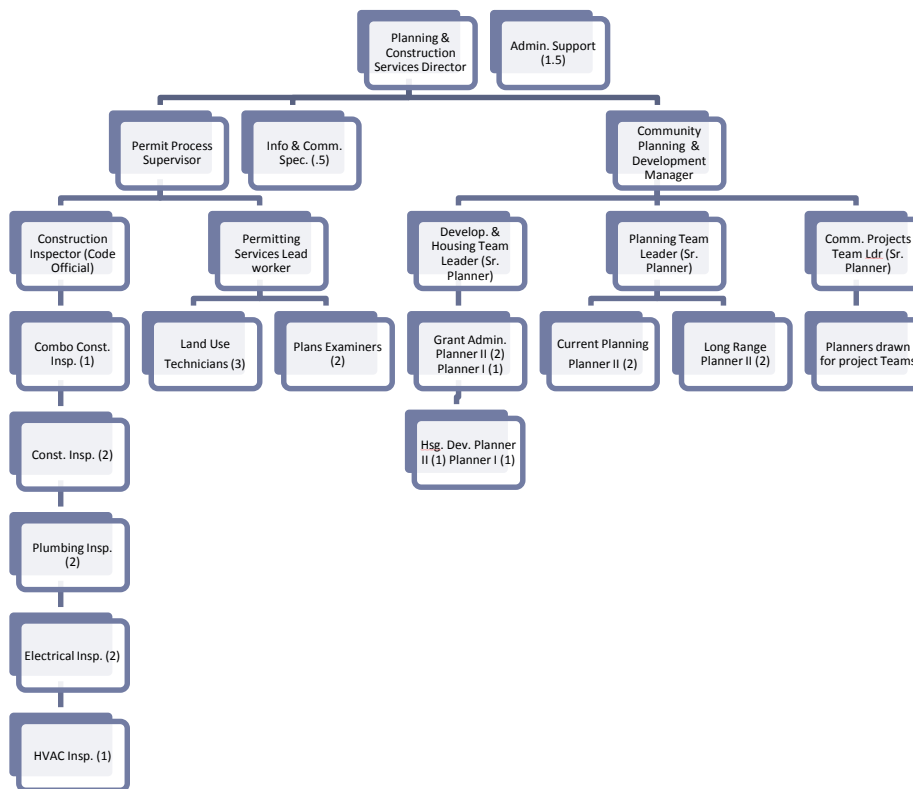 Planning &
Construction
Services Director
Admin. Support
(1.5)
Permit Process
Supervisor
Info & Comm.
Spec. (.5)
Community
Planning &
Development
Manager
Construction
Inspector (Code
Official)
Permitting
Services Lead
worker
Develop. &
Housing Team
Leader (Sr.
Planner)
Planning Team
Leader (Sr.
Planner)
Comm. Projects
Team Ldr (Sr.
Planner)
Combo Const.
Insp. (1)
Land Use
Technicians (3)
Plans Examiners
(2)
Grant Admin.
Planner II (2)
Planner I (1)
Current Planning
Planner II (2)
Long Range
Planner II (2)
Planners drawn
for project Teams
Const. Insp. (2)
Hsg. Dev. Planner
II (1) Planner I (1)
Plumbing Insp.
(2)
Electrical Insp. (2)
HVAC Insp. (1)